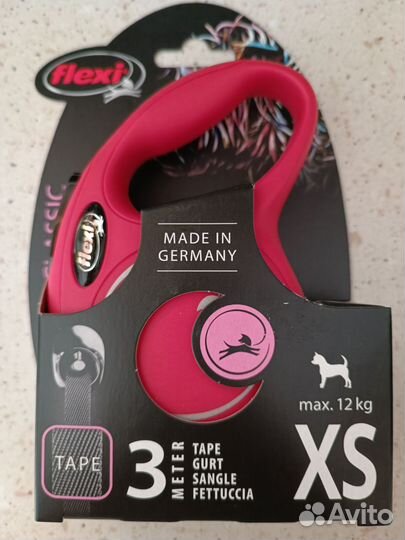 flexi
CLASSIC
flexi
MADE IN
GERMANY
max. 12 kg
XS
TAPE
3
METER
TAPE
GURT
SANGLE
FETTUCCIA
Avito